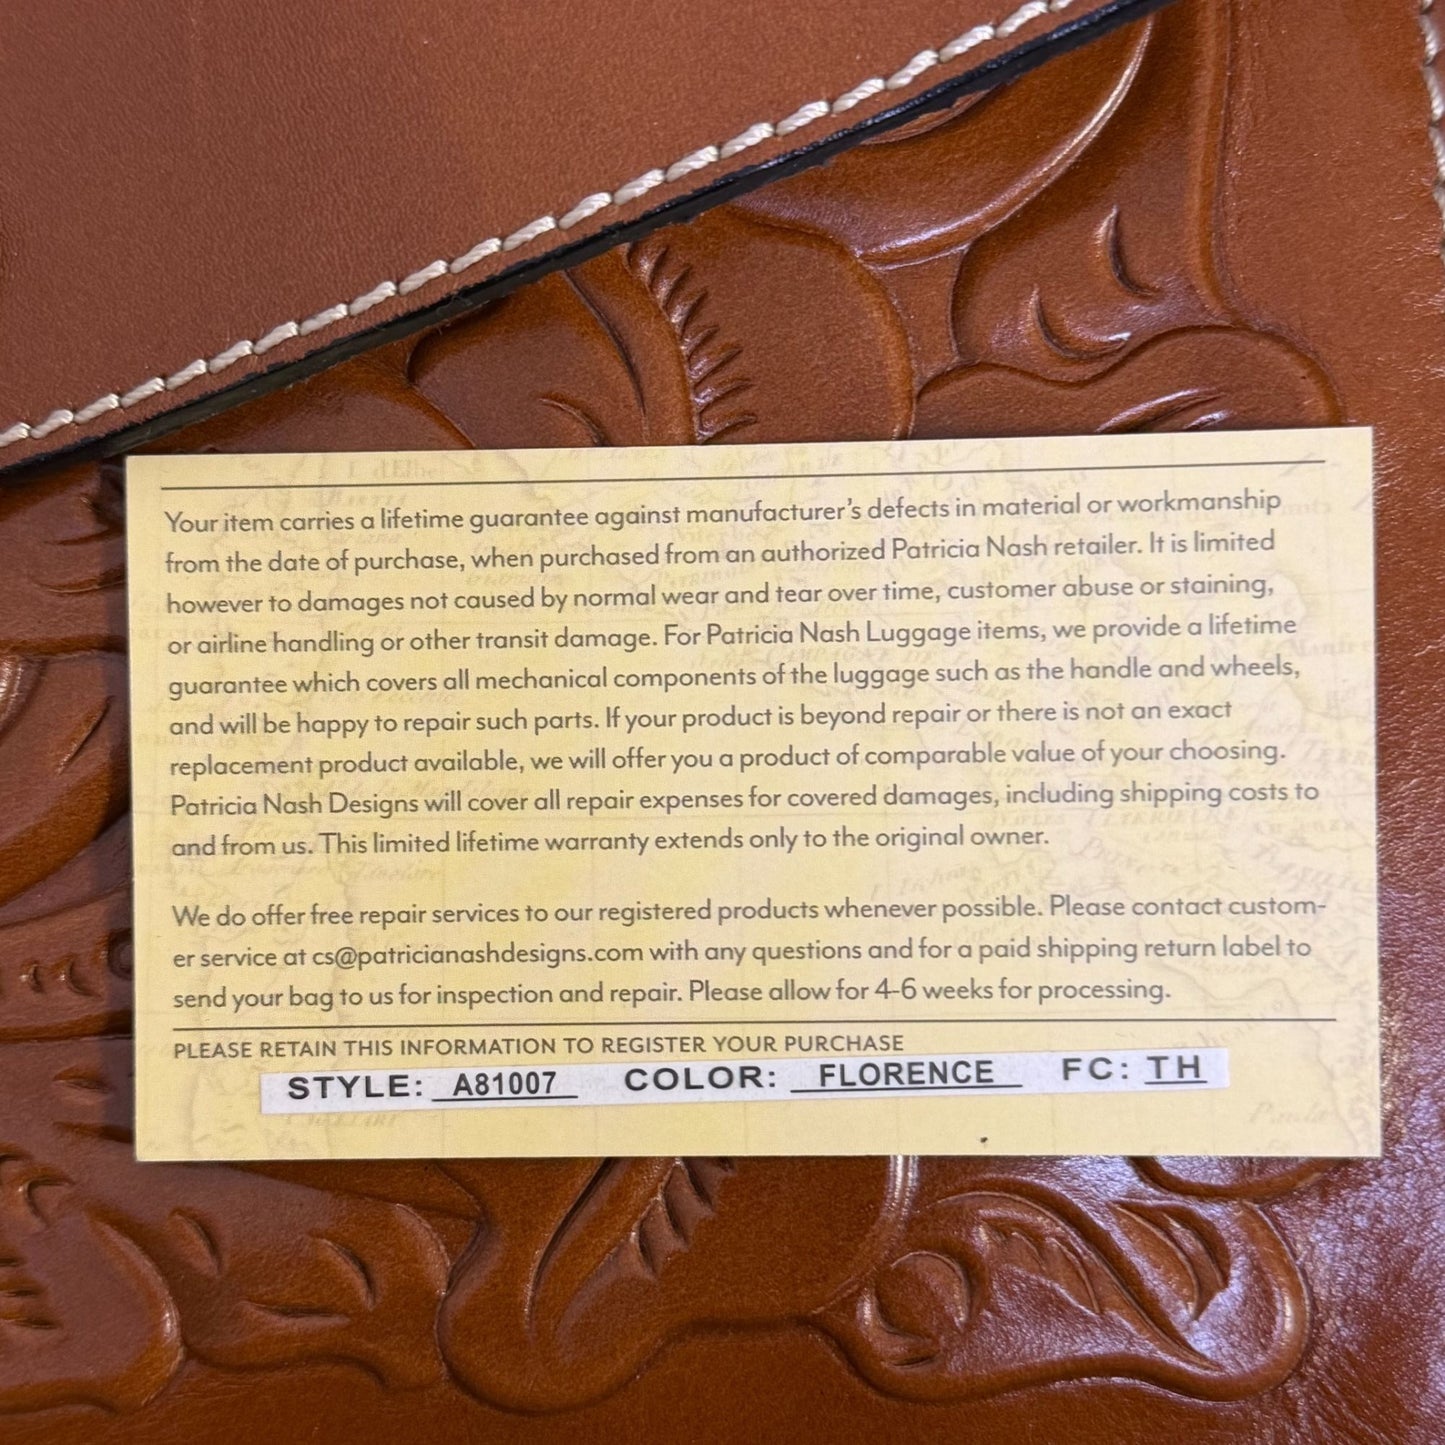 Your item carries a lifetime guarantee against manufacturer's defects in material or workmanship
from the date of purchase, when purchased from an authorized Patricia Nash retailer. It is limited
however to damages not caused by normal wear and tear over time, customer abuse or staining,
or airline handling or other transit damage. For Patricia Nash Luggage items, we provide a lifetime
guarantee which covers all mechanical components of the luggage such as the handle and wheels,
and will be happy to repair such parts. If your product is beyond repair or there is not an exact
replacement product available, we will offer you a product of comparable value of your choosing.
Patricia Nash Designs will cover all repair expenses for covered damages, including shipping costs to
and from us. This limited lifetime warranty extends only to the original owner.
We do offer free repair services to our registered products whenever possible. Please contact custom-
er service at cs@patricianashdesigns.com with any questions and for a paid shipping return label to
send your bag to us for inspection and repair. Please allow for 4-6 weeks for processing.
PLEASE RETAIN THIS INFORMATION TO REGISTER YOUR PURCHASE
STYLE: A81007 COLOR: FLORENCE FC: TH